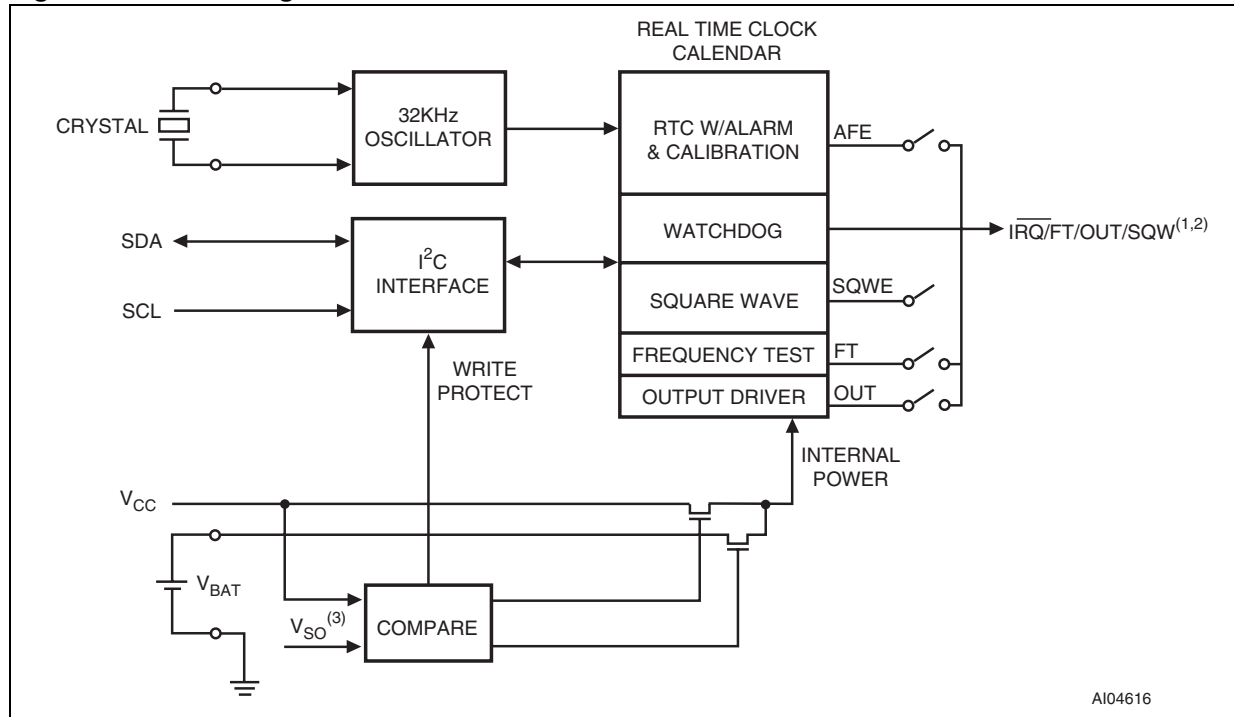 REAL TIME CLOCK
CALENDAR
CRYSTAL
32KHz
OSCILLATOR
RTC W/ALARM
& CALIBRATION
AFE
SDA
SCL
I²C
INTERFACE
WATCHDOG
IRQ/FT/OUT/SQW(1,2)
SQUARE WAVE
SQWE
FREQUENCY TEST
FT
OUTPUT DRIVER
OUT
WRITE
PROTECT
INTERNAL
POWER
VCC
VBAT
VSO(3)
COMPARE
AI04616